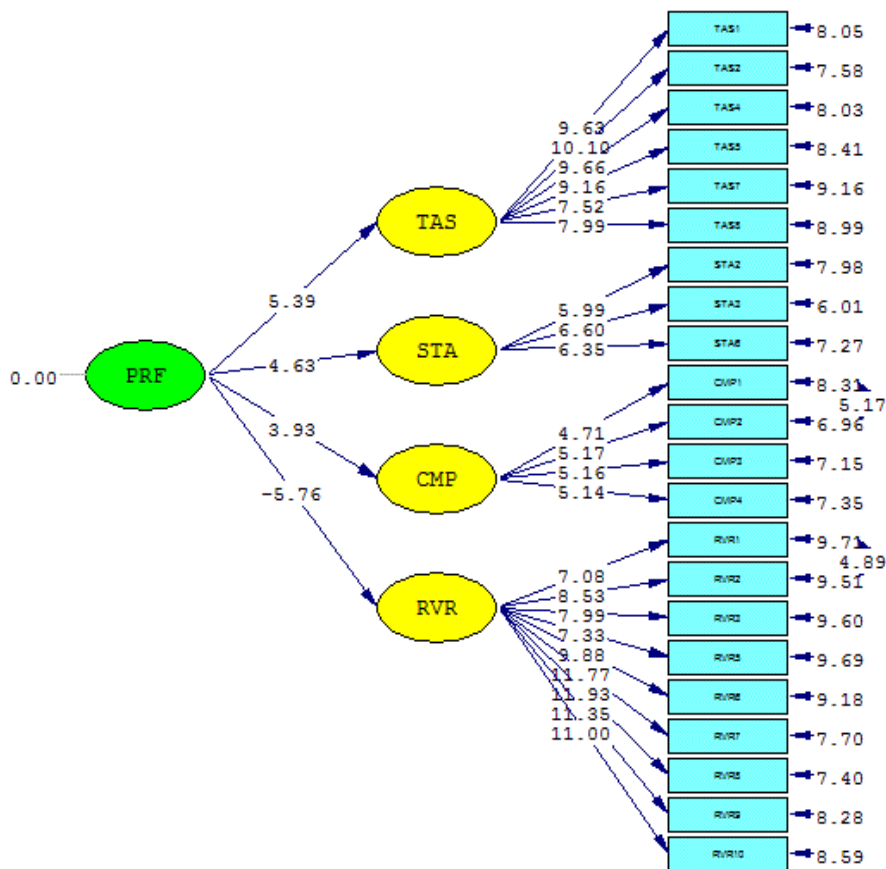 TAS1 8.05
TAS2 7.58
TAS4 8.03
8.41
TAS7 9.16
8.99
STA2 7.98
STA3 6.01
STA6 7.27
CMP1 8.31
5.17
CMP2 6.96
CMP3 7.15
CMP4 7.35
RVR1 9.71
4.89
RVR2 9.51
RVR3 9.60
RVR5 9.69
RVR6 9.18
RVR7 7.70
RVR8 7.40
RVR9 8.28
RVR10 8.59
9.63
10.10
9.66
9.16
7.52
7.99
TAS
5.99
6.60
6.35
STA
4.71
5.17
5.16
5.14
CMP
7.08
8.53
7.99
7.33
9.88
11.77
11.93
11.35
11.00
RVR
5.39
4.63
3.93
-5.76
0.00 PRF